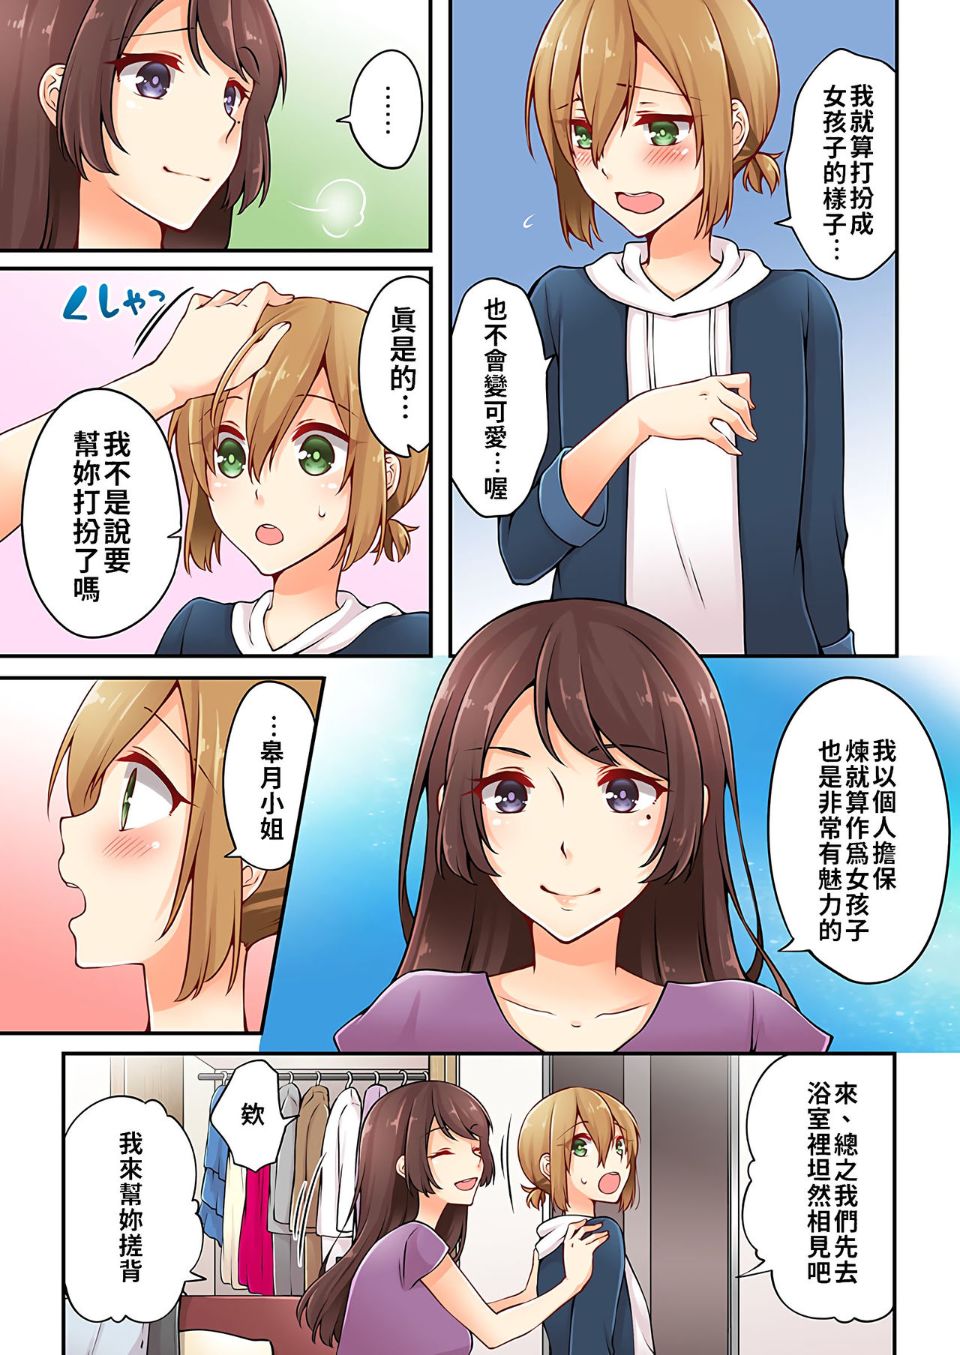 我就算打扮成
女孩子的樣子…
也不會變可愛…喔
……
眞是的…
くしゃっ
我不是說要
幫妳打扮了嗎
我以個人擔保
煉就算作爲女孩子
也是非常有魅力的
…皋月小姐
來、總之我們先去
浴室裡坦然相見吧
欸
我來幫妳搓背